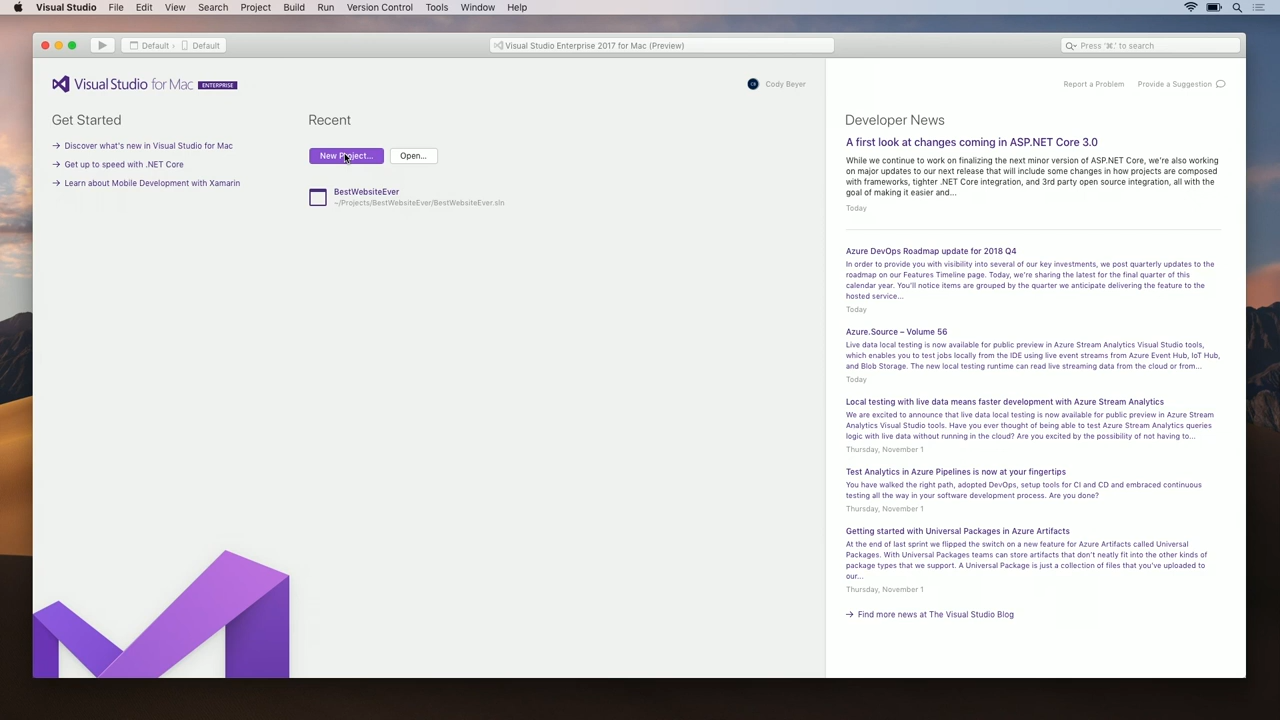 Visual Studio File Edit View Search Project Build Run Version Control Tools Window Help
Default › Default
Visual Studio Enterprise 2017 for Mac (Preview)
Press '⌘.' to search
Visual Studio for Mac ENTERPRISE
Cody Beyer
Report a Problem Provide a Suggestion
Get Started
Discover what's new in Visual Studio for Mac
Get up to speed with .NET Core
Learn about Mobile Development with Xamarin
Recent
New Project... Open...
BestWebsiteEver
~/Projects/BestWebsiteEver/BestWebsiteEver.sln
Developer News
A first look at changes coming in ASP.NET Core 3.0
While we continue to work on finalizing the next minor version of ASP.NET Core, we're also working
on major updates to our next release that will include some changes in how projects are composed
with frameworks, tighter .NET Core integration, and 3rd party open source integration, all with the
goal of making it easier and...
Today
Azure DevOps Roadmap update for 2018 Q4
In order to provide you with visibility into several of our key investments, we post quarterly updates to the
roadmap on our Features Timeline page. Today, we're sharing the latest for the final quarter of this
calendar year. You'll notice items are grouped by the quarter we anticipate delivering the feature to the
hosted service...
Today
Azure.Source – Volume 56
Live data local testing is now available for public preview in Azure Stream Analytics Visual Studio tools,
which enables you to test jobs locally from the IDE using live event streams from Azure Event Hub, IoT Hub,
and Blob Storage. The new local testing runtime can read live streaming data from the cloud or from...
Today
Local testing with live data means faster development with Azure Stream Analytics
We are excited to announce that live data local testing is now available for public preview in Azure Stream
Analytics Visual Studio tools. Have you ever thought of being able to test Azure Stream Analytics queries
logic with live data without running in the cloud? Are you excited by the possibility of not having to...
Thursday, November 1
Test Analytics in Azure Pipelines is now at your fingertips
You have walked the right path, adopted DevOps, setup tools for CI and CD and embraced continuous
testing all the way in your software development process. Are you done?
Thursday, November 1
Getting started with Universal Packages in Azure Artifacts
At the end of last sprint we flipped the switch on a new feature for Azure Artifacts called Universal
Packages. With Universal Packages teams can store artifacts that don't neatly fit into the other kinds of
package types that we support. A Universal Package is just a collection of files that you've uploaded to
our...
Thursday, November 1
Find more news at The Visual Studio Blog